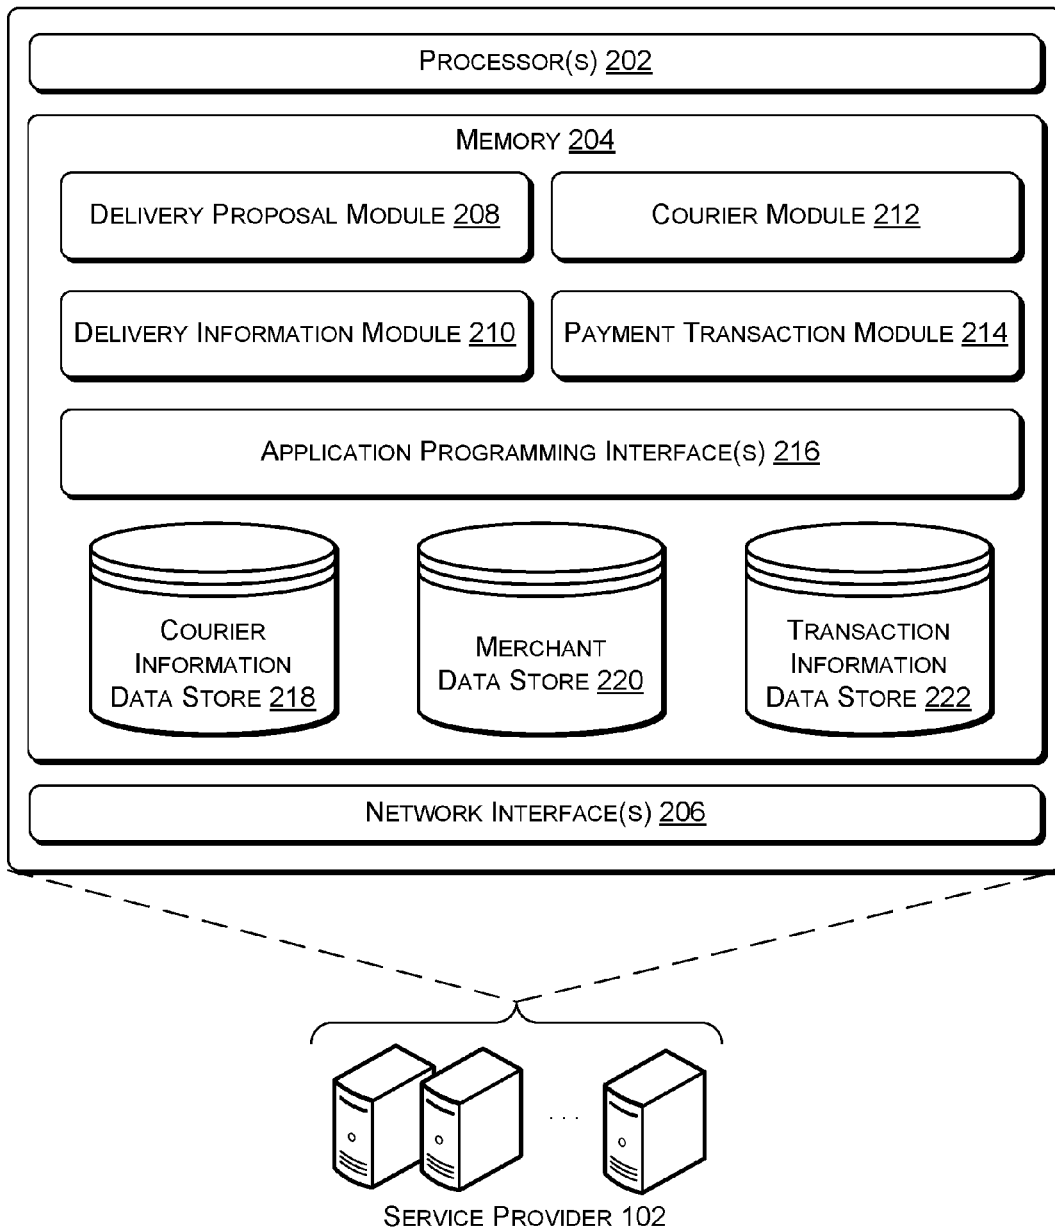 PROCESSOR(S) 202
MEMORY 204
DELIVERY PROPOSAL MODULE 208
COURIER MODULE 212
DELIVERY INFORMATION MODULE 210
PAYMENT TRANSACTION MODULE 214
APPLICATION PROGRAMMING INTERFACE(S) 216
COURIER
INFORMATION
DATA STORE 218
MERCHANT
DATA STORE 220
TRANSACTION
INFORMATION
DATA STORE 222
NETWORK INTERFACE(S) 206
. . .
SERVICE PROVIDER 102